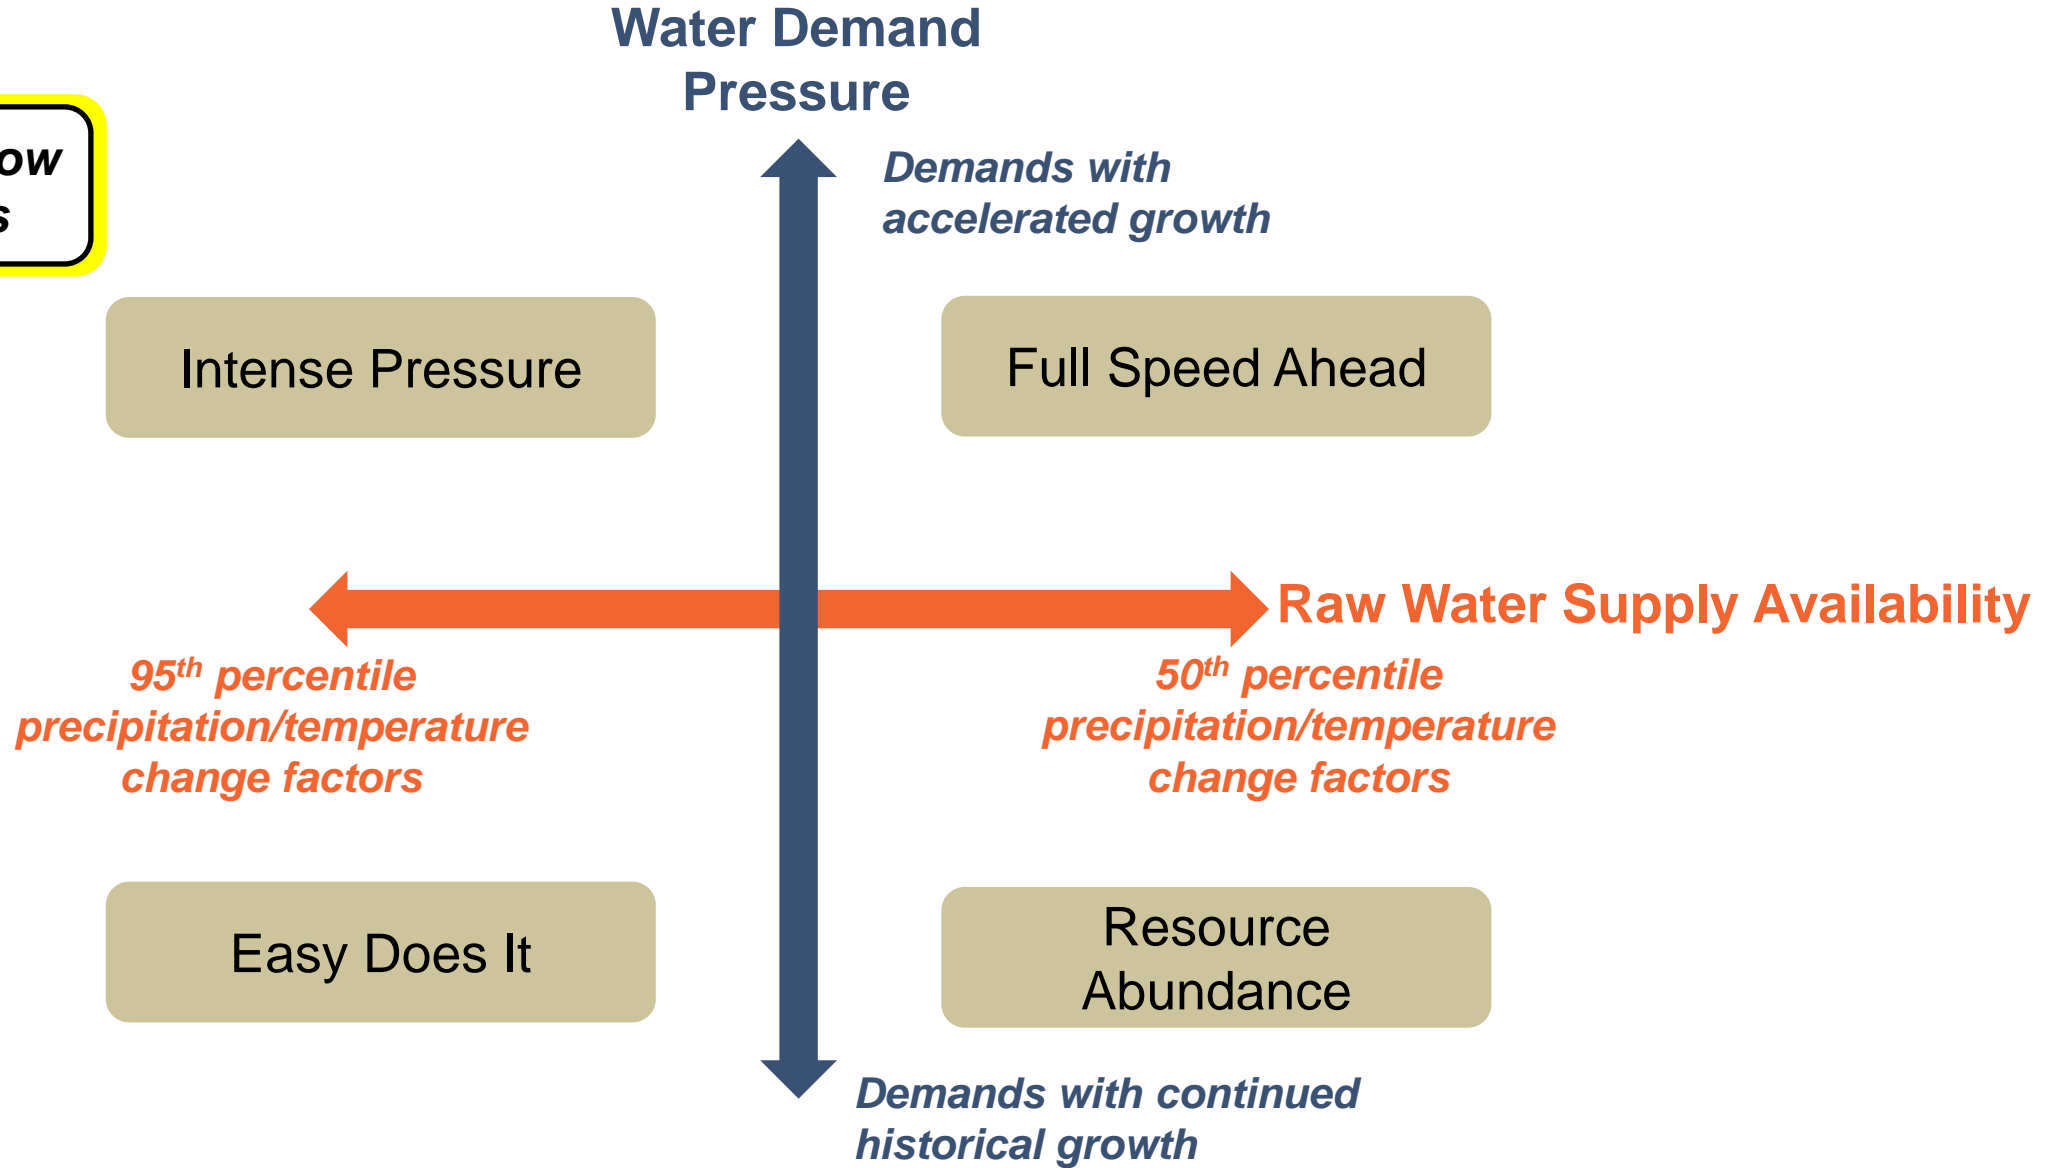 Water Demand
Pressure
s
Demands with
accelerated growth
Intense Pressure
Full Speed Ahead
Raw Water Supply Availability
95th percentile
precipitation/temperature
change factors
50th percentile
precipitation/temperature
change factors
Easy Does It
Resource
Abundance
Demands with continued
historical growth